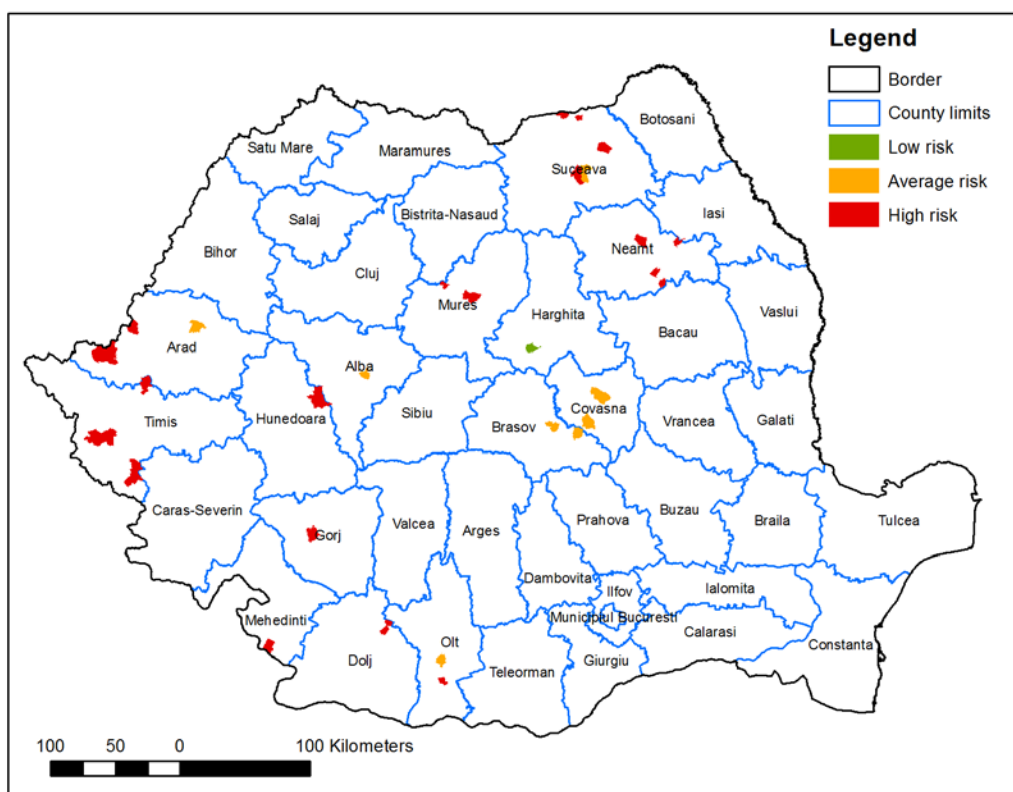 Legend
Border
County limits
Low risk
Average risk
High risk
Botosani
Satu Mare
Maramures
Suceava
Salaj
Bistrita-Nasaud
Iasi
Bihor
Cluj
Neamt
Mures
Harghita
Vaslui
Bacau
Arad
Alba
Timis
Hunedoara
Sibiu
Brasov
Covasna
Vrancea
Galati
Caras-Severin
Gorj
Valcea
Arges
Prahova
Buzau
Braila
Tulcea
Dambovita
Ilfov
Ialomita
Mehedinti
Municipiul Bucuresti
Calarasi
Olt
Dolj
Teleorman
Giurgiu
Constanta
100 50 0 100 Kilometers